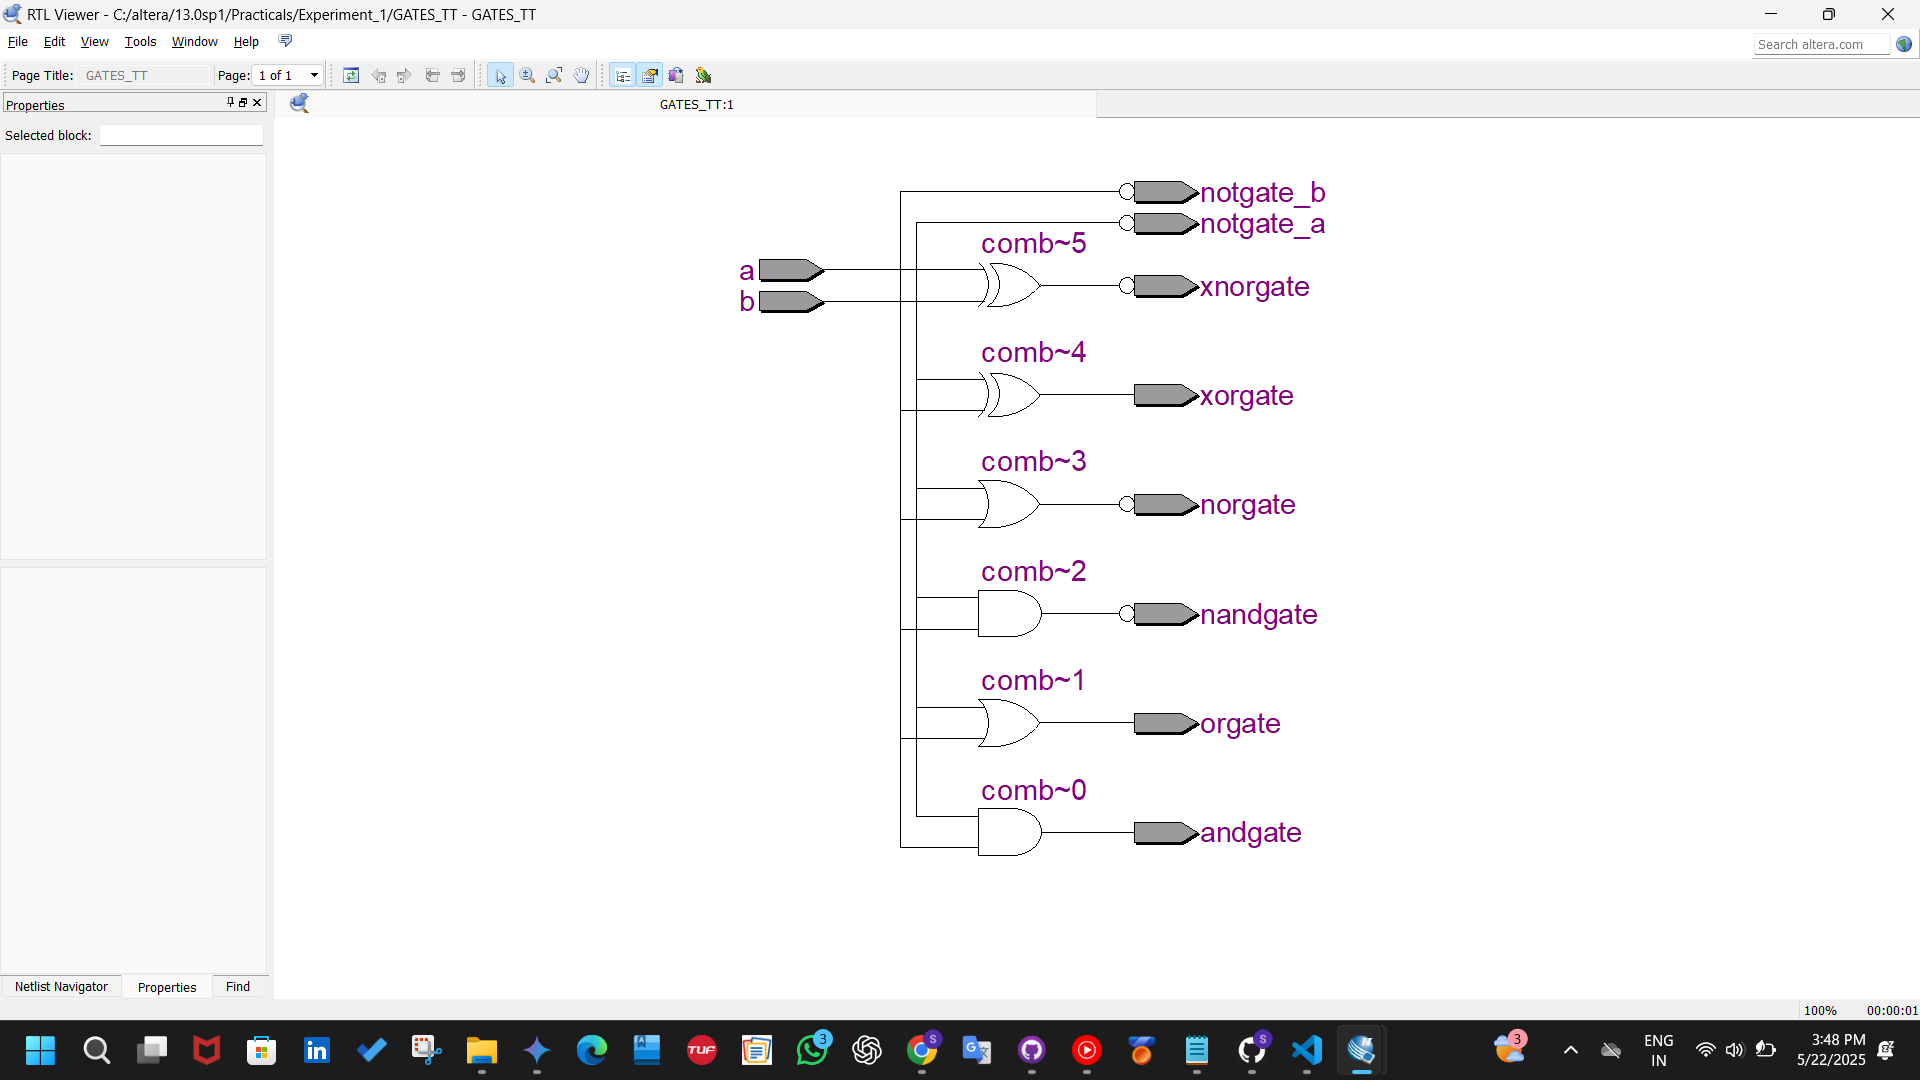 RTL Viewer - C:/altera/13.0sp1/Practicals/Experiment_1/GATES_TT - GATES_TT
File Edit View Tools Window Help
Search altera.com
Page Title: GATES_TT Page: 1 of 1
Properties
GATES_TT:1
Selected block:
notgate_b
notgate_a
comb~5
a
xnorgate
b
comb~4
xorgate
comb~3
norgate
comb~2
nandgate
comb~1
orgate
comb~0
andgate
Netlist Navigator Properties Find
100% 00:00:01
in
A
TUF
3
S
S
3
ENG
IN
3:48 PM
5/22/2025